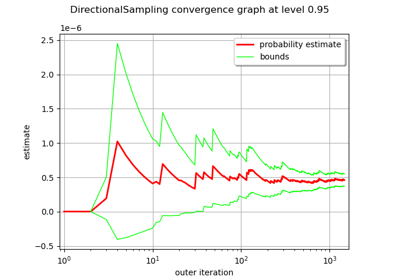 DirectionalSampling convergence graph at level 0.95
1e−6
probability estimate
bounds
estimate
2.5
2.0
1.5
1.0
0.5
0.0
−0.5
10⁰ 10¹ 10² 10³
outer iteration